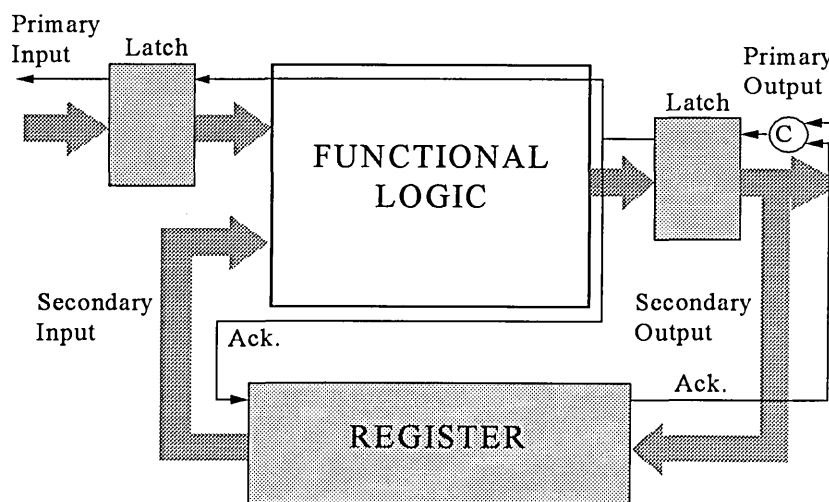 Primary
Input
Latch
Primary
Output
Latch
C
FUNCTIONAL
LOGIC
Secondary
Input
Secondary
Output
Ack.
Ack.
REGISTER